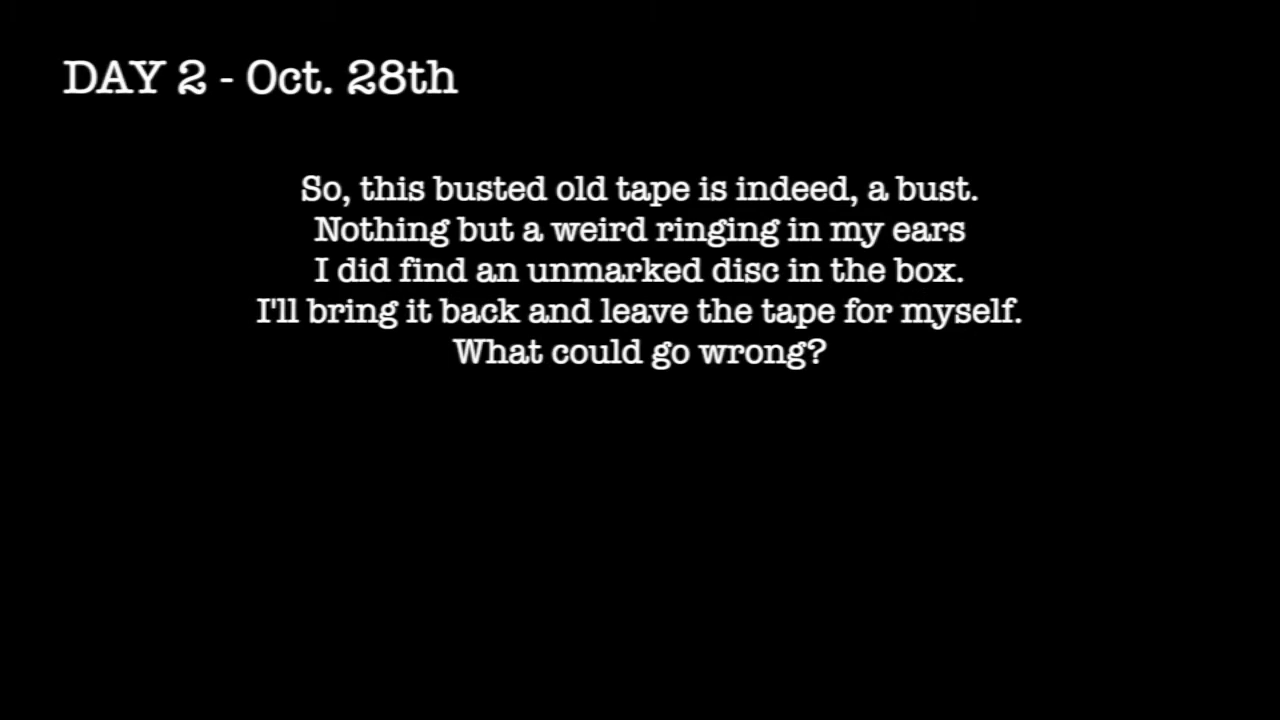 DAY 2 - Oct. 28th
So, this busted old tape is indeed, a bust.
Nothing but a weird ringing in my ears
I did find an unmarked disc in the box.
I'll bring it back and leave the tape for myself.
What could go wrong?